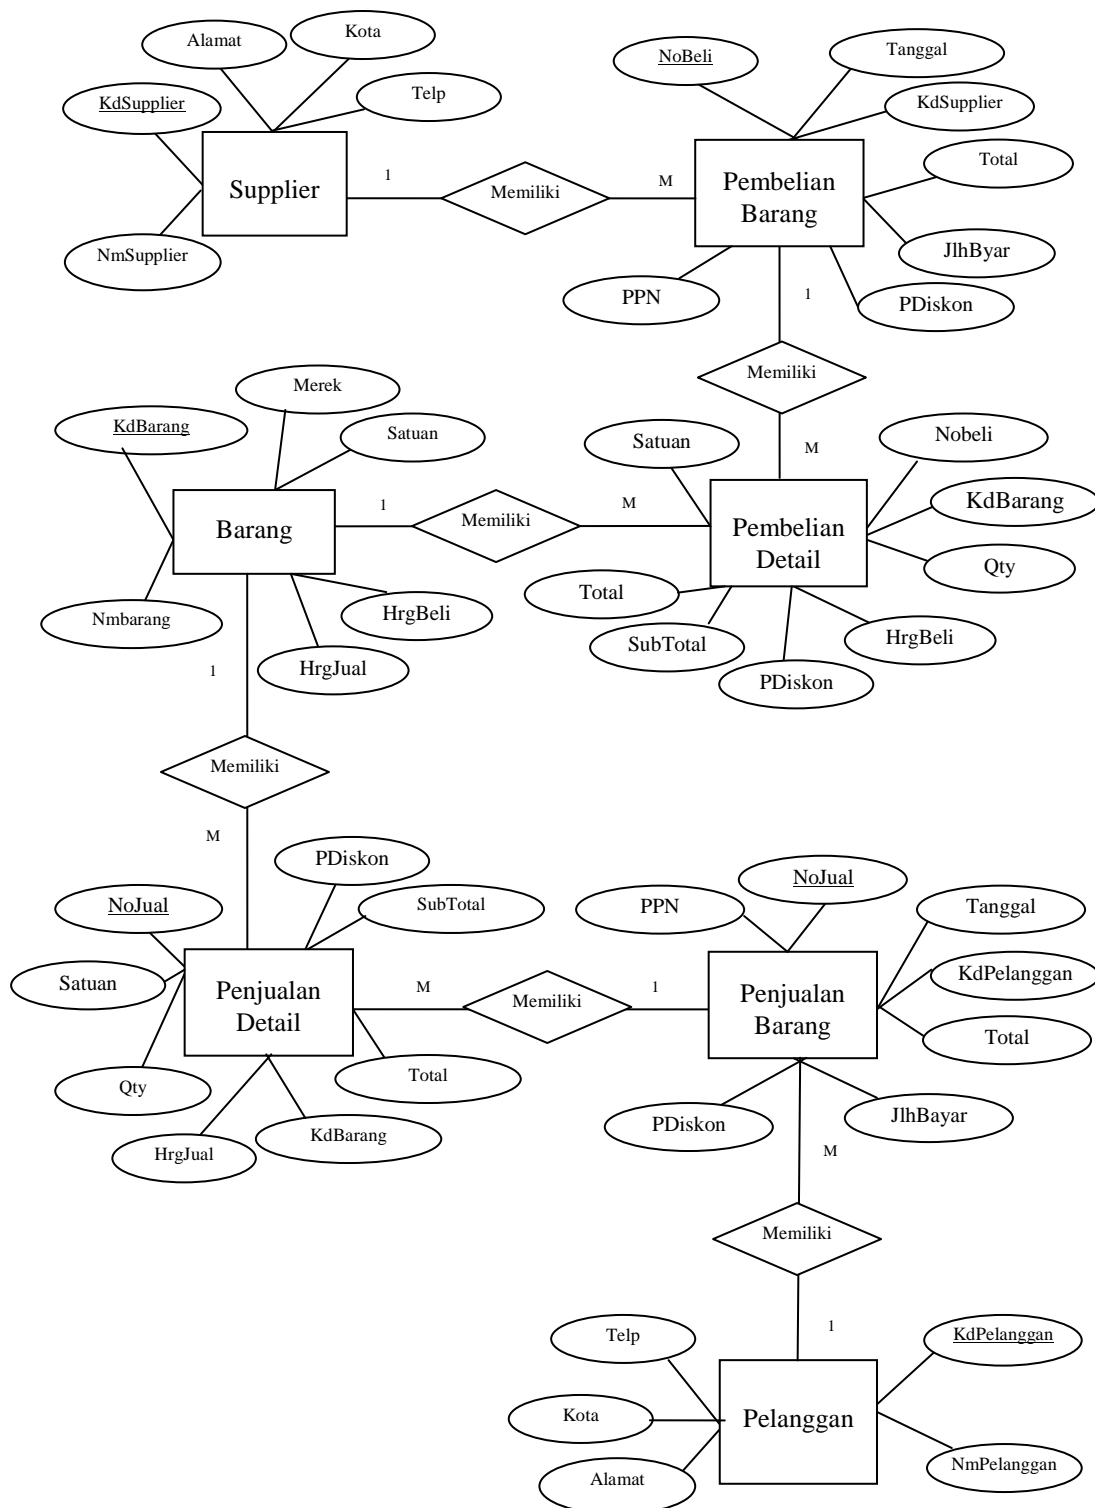 Kota
Alamat
Telp
KdSupplier
Supplier
NmSupplier
1
Memiliki
M
NoBeli
Tanggal
KdSupplier
Total
Pembelian
Barang
JlhByar
PPN
PDiskon
1
Memiliki
M
Merek
KdBarang
Satuan
Barang
Nmbarang
HrgBeli
HrgJual
1
Memiliki
M
Satuan
Nobeli
KdBarang
Pembelian
Detail
Qty
Total
SubTotal
HrgBeli
PDiskon
1
Memiliki
M
PDiskon
NoJual
SubTotal
Satuan
Penjualan
Detail
Qty
Total
KdBarang
HrgJual
M
Memiliki
1
NoJual
PPN
Tanggal
KdPelanggan
Penjualan
Barang
Total
PDiskon
JlhBayar
M
Memiliki
1
Telp
KdPelanggan
Kota
Pelanggan
Alamat
NmPelanggan